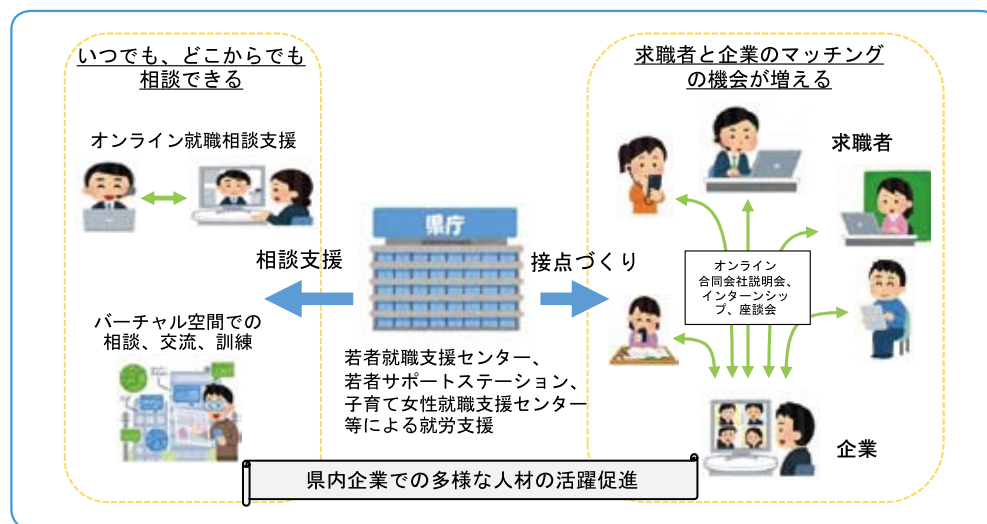 いつでも、どこからでも
相談できる
オンライン就職相談支援
バーチャル空間での
相談、交流、訓練
相談支援
県庁
接点づくり
若者就職支援センター、
若者サポートステーション、
子育て女性就職支援センター
等による就労支援
求職者と企業のマッチング
の機会が増える
求職者
オンライン
合同会社説明会、
インターンシッ
プ、座談会
企業
県内企業での多様な人材の活躍促進